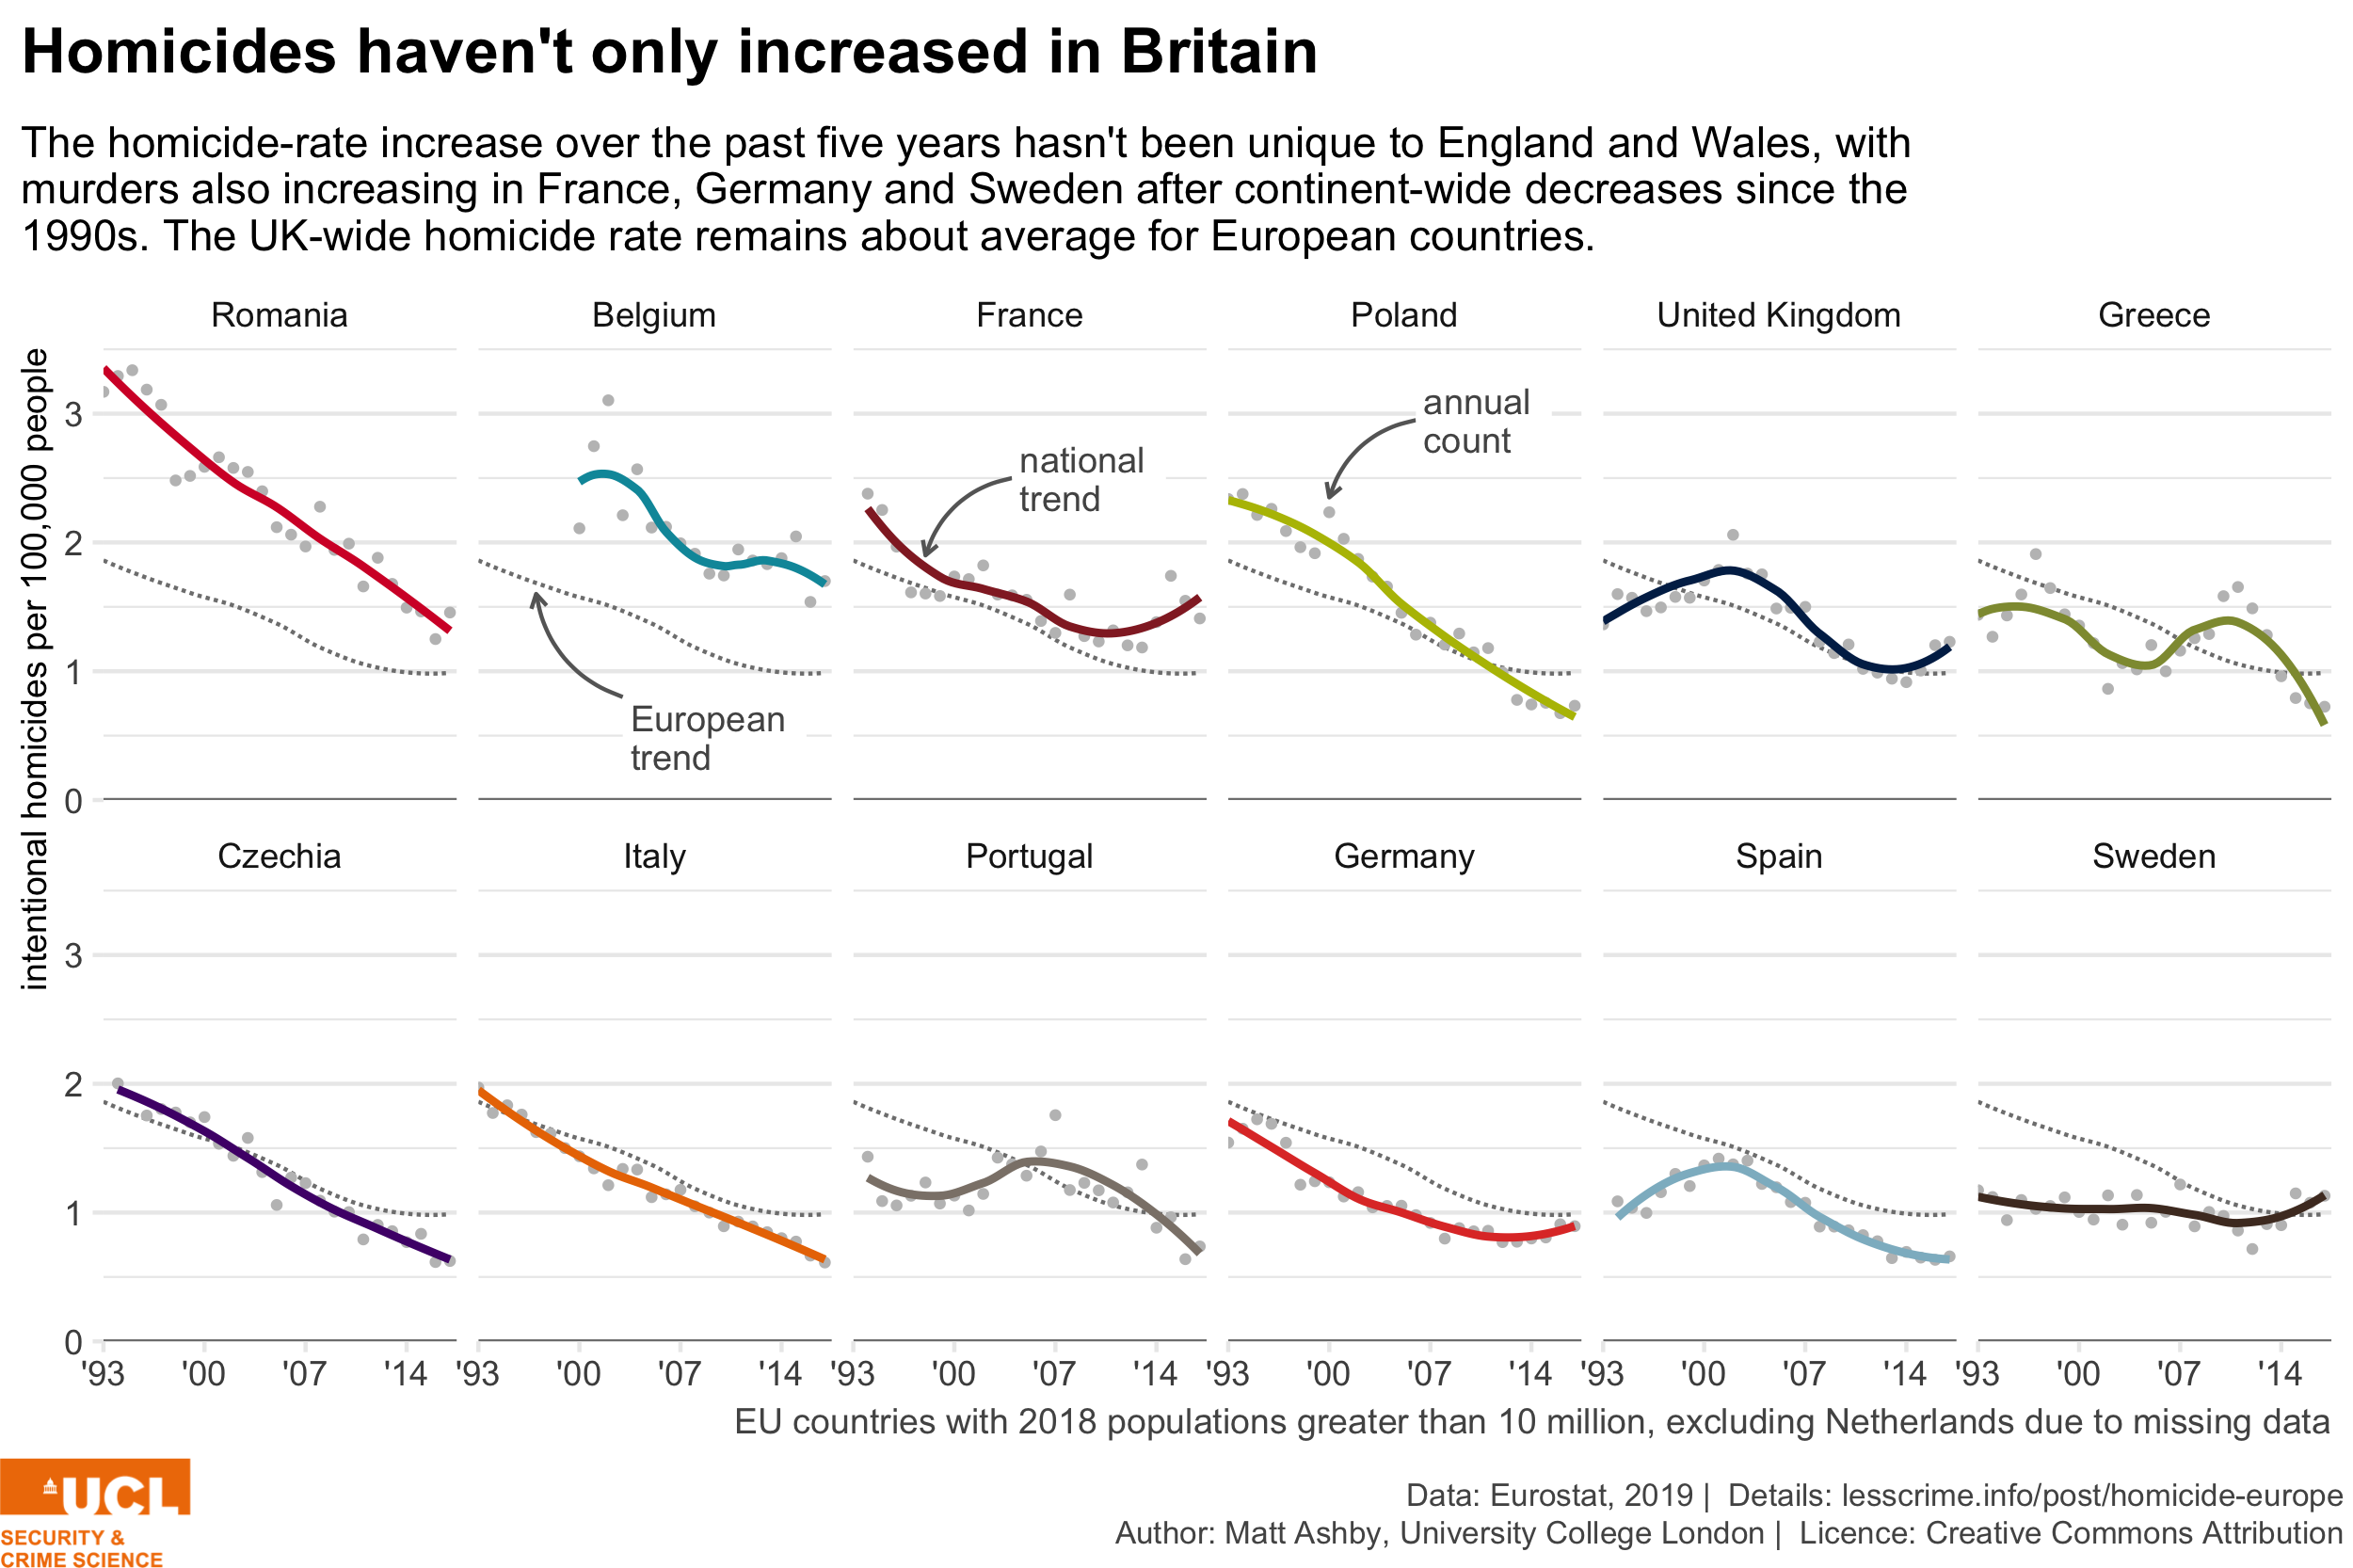 Homicides haven't only increased in Britain
The homicide-rate increase over the past five years hasn't been unique to England and Wales, with
murders also increasing in France, Germany and Sweden after continent-wide decreases since the
1990s. The UK-wide homicide rate remains about average for European countries.
Romania Belgium France Poland United Kingdom Greece
intentional homicides per 100,000 people
3
2
1
0
annual
count
national
trend
European
trend
Czechia Italy Portugal Germany Spain Sweden
3
2
1
0
'93 '00 '07 '14 '93 '00 '07 '14 '93 '00 '07 '14 '93 '00 '07 '14 '93 '00 '07 '14 '93 '00 '07 '14
EU countries with 2018 populations greater than 10 million, excluding Netherlands due to missing data
UCL
SECURITY &
CRIME SCIENCE
Data: Eurostat, 2019 | Details: lesscrime.info/post/homicide-europe
Author: Matt Ashby, University College London | Licence: Creative Commons Attribution